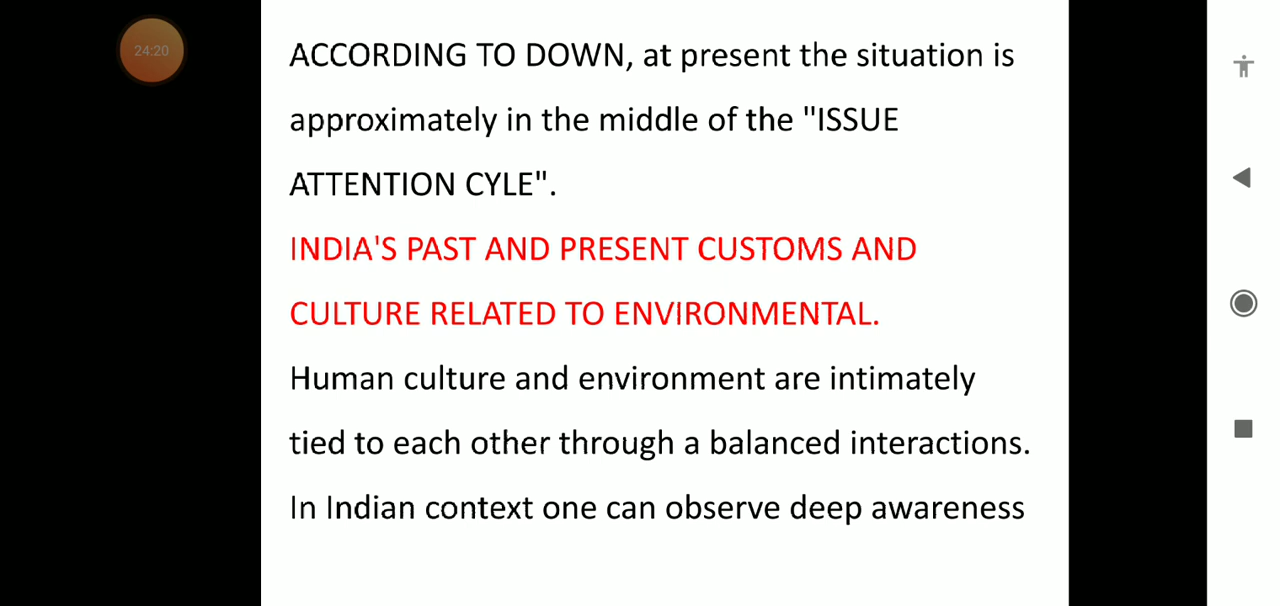 24:20
ACCORDING TO DOWN, at present the situation is
approximately in the middle of the "ISSUE
ATTENTION CYLE".
INDIA'S PAST AND PRESENT CUSTOMS AND
CULTURE RELATED TO ENVIRONMENTAL.
Human culture and environment are intimately
tied to each other through a balanced interactions.
In Indian context one can observe deep awareness